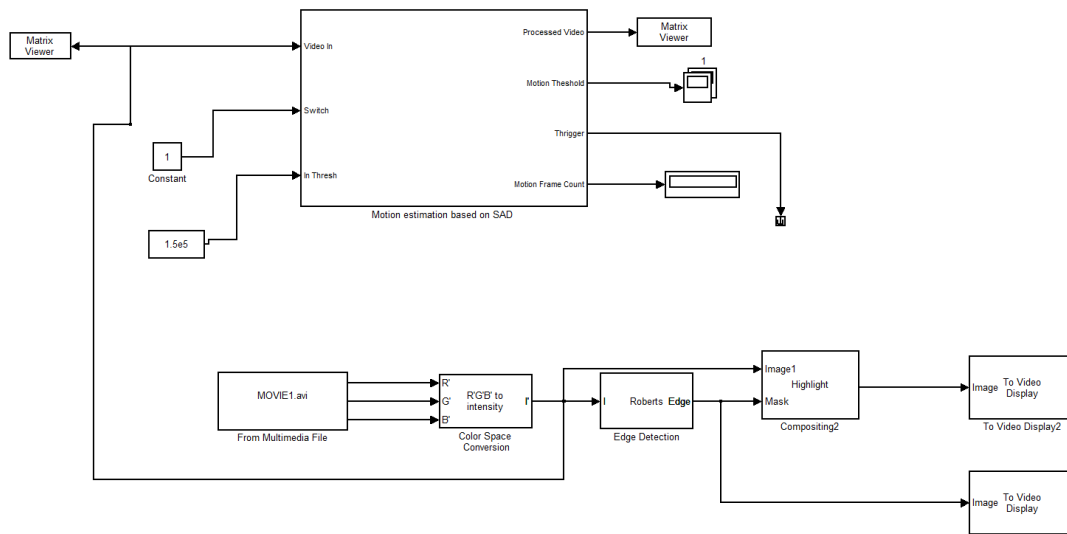 Matrix
Viewer
Video In
Switch
In Thresh
Processed Video
Motion Theshold
Thrigger
Motion Frame Count
Motion estimation based on SAD
Matrix
Viewer
1
1
Constant
1.5e5
MOVIE1.avi
From Multimedia File
R'
G'
B'
R'G'B' to
intensity
I'
Color Space
Conversion
I
Roberts
Edge
Edge Detection
Image1
Highlight
Mask
Compositing2
Image
To Video
Display
To Video Display2
Image
To Video
Display